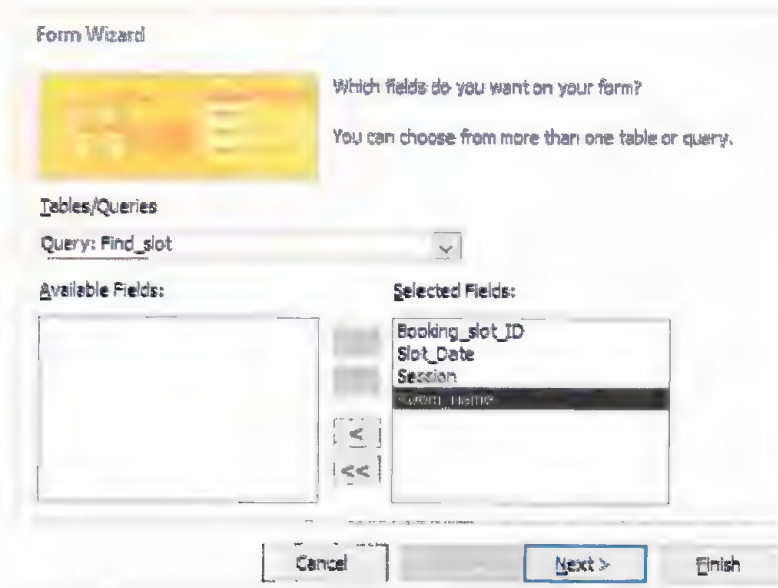 Form Wizard
Which fields do you want on your form?
You can choose from more than one table or query.
Tables/Queries
Query: Find_slot
Available Fields:
Selected Fields:
Booking_slot_ID
Slot_Date
Session
<
<<
Cancel
Next >
Finish